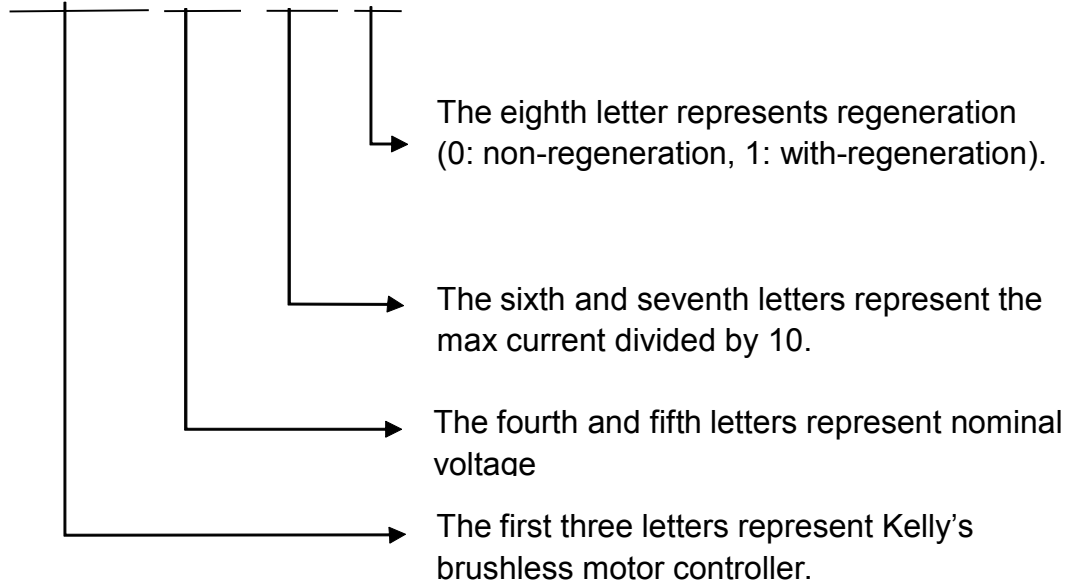 The eighth letter represents regeneration
(0: non-regeneration, 1: with-regeneration).
The sixth and seventh letters represent the
max current divided by 10.
The fourth and fifth letters represent nominal
voltage
The first three letters represent Kelly’s
brushless motor controller.